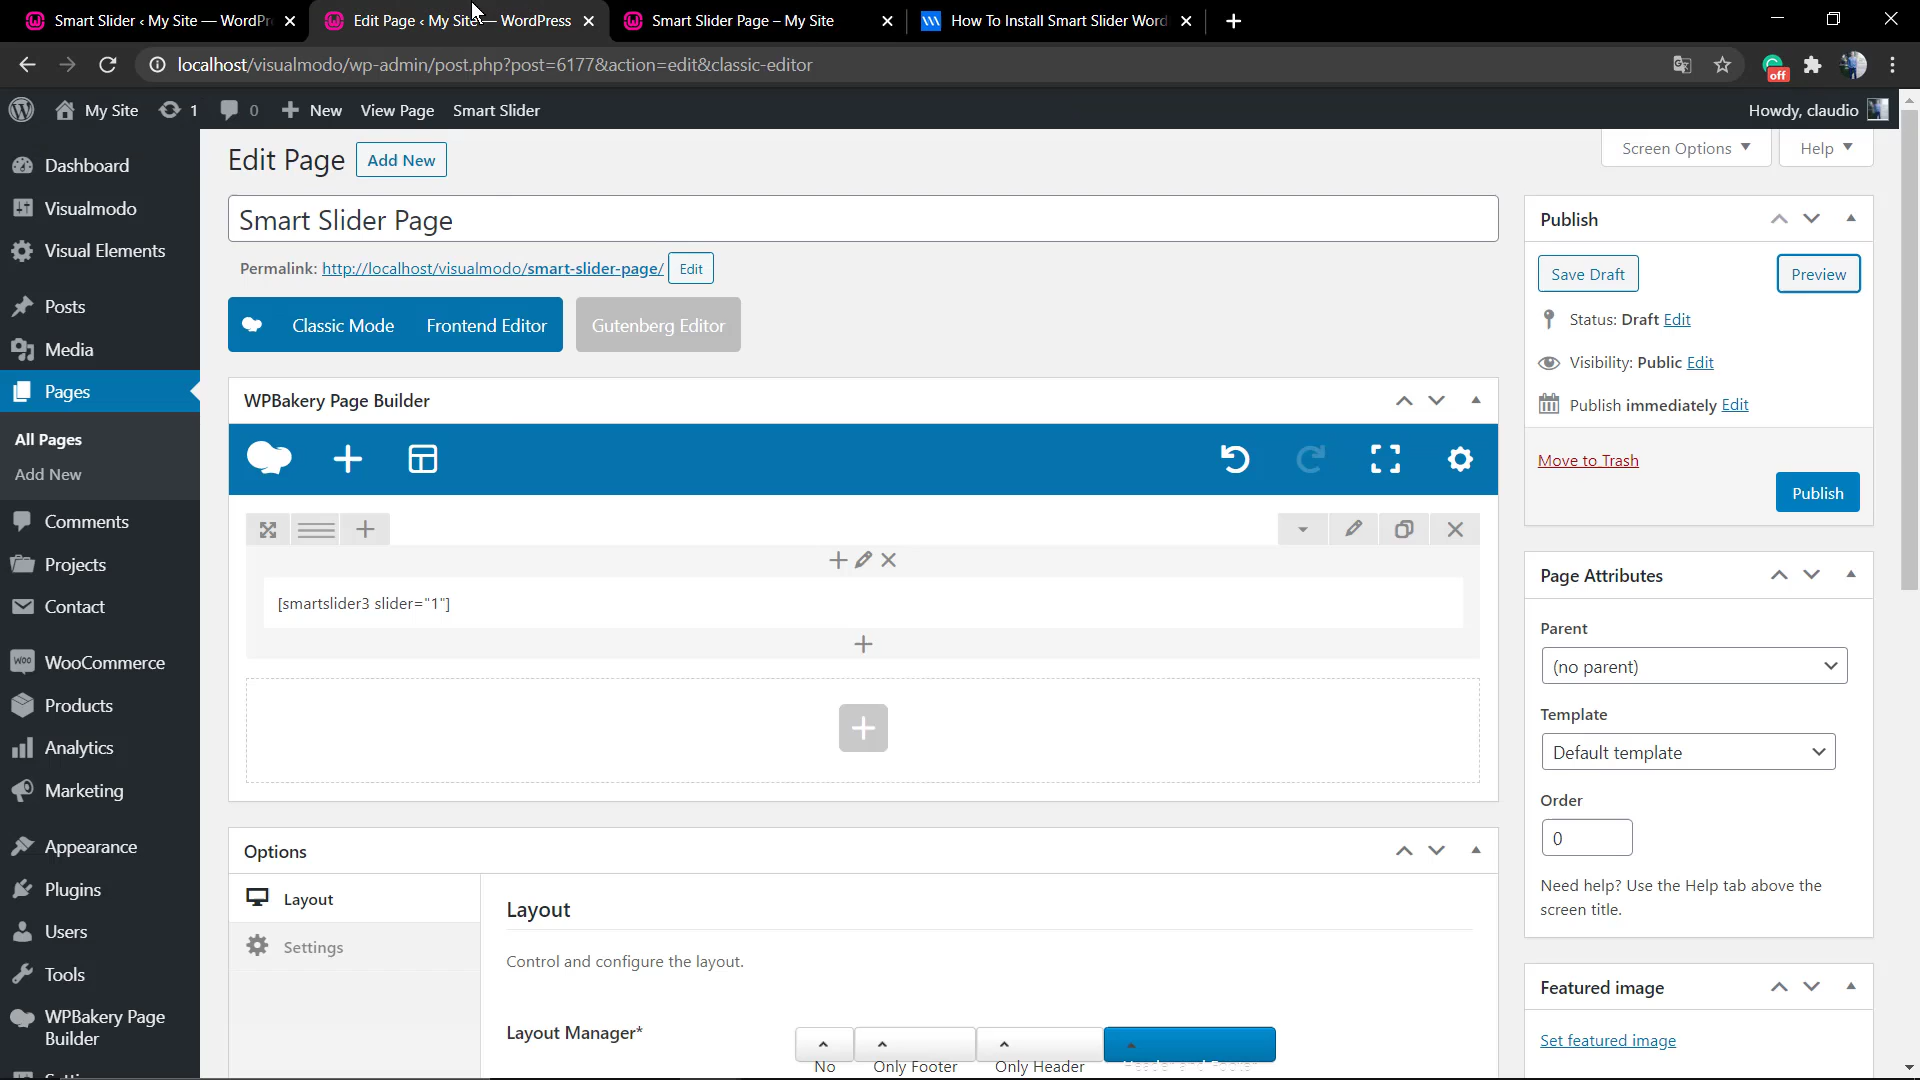 Smart Slider ‹ My Site — WordPr
Edit Page ‹ My Site — WordPress
Smart Slider Page – My Site
How To Install Smart Slider Word
localhost/visualmodo/wp-admin/post.php?post=6177&action=edit&classic-editor
off
My Site
1
0
New
View Page
Smart Slider
Howdy, claudio
Dashboard
Visualmodo
Visual Elements
Posts
Media
Pages
All Pages
Add New
Comments
Projects
Contact
WooCommerce
Products
Analytics
Marketing
Appearance
Plugins
Users
Tools
WPBakery Page
Builder
Edit Page
Add New
Screen Options
Help
Smart Slider Page
Permalink: http://localhost/visualmodo/smart-slider-page/ Edit
Classic Mode
Frontend Editor
Gutenberg Editor
WPBakery Page Builder
[smartslider3 slider="1"]
Options
Layout
Settings
Layout
Control and configure the layout.
Layout Manager*
No
Only Footer
Only Header
Publish
Save Draft
Preview
Status: Draft Edit
Visibility: Public Edit
Publish immediately Edit
Move to Trash
Publish
Page Attributes
Parent
(no parent)
Template
Default template
Order
0
Need help? Use the Help tab above the
screen title.
Featured image
Set featured image